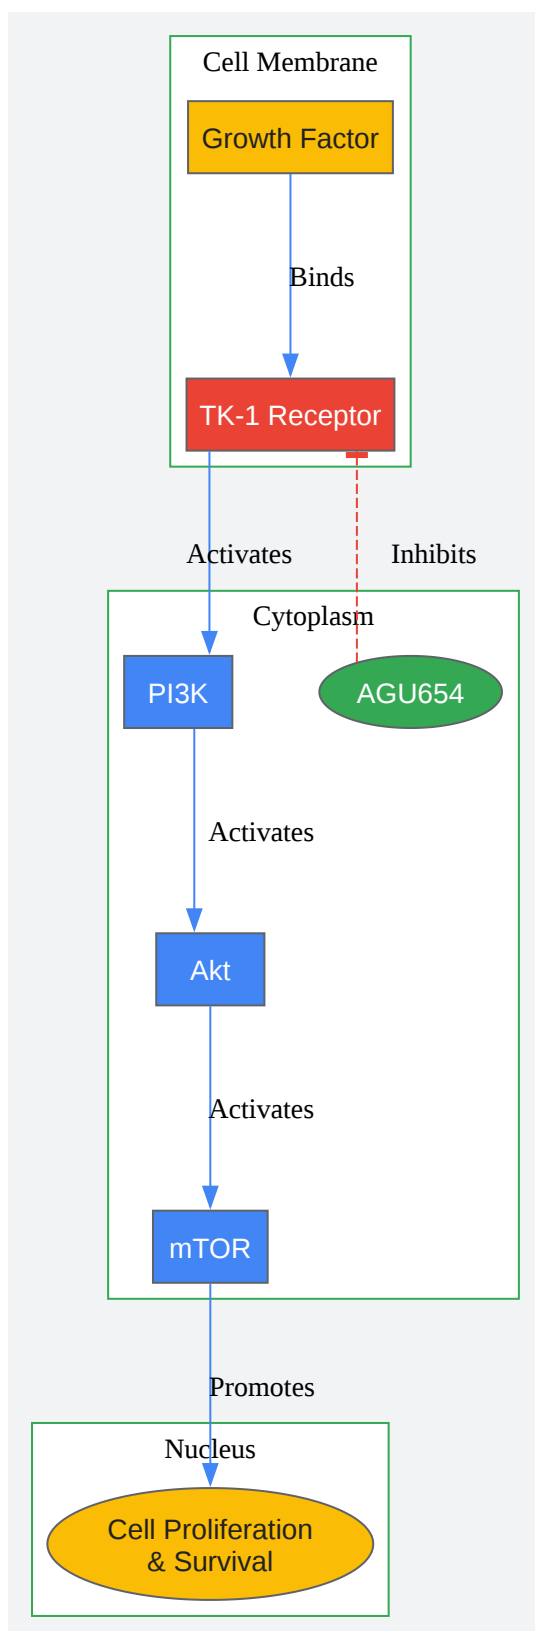 Cell Membrane
Growth Factor
Binds
TK-1 Receptor
Activates
Inhibits
Cytoplasm
PI3K
AGU654
Activates
Akt
Activates
mTOR
Promotes
Nucleus
Cell Proliferation
& Survival